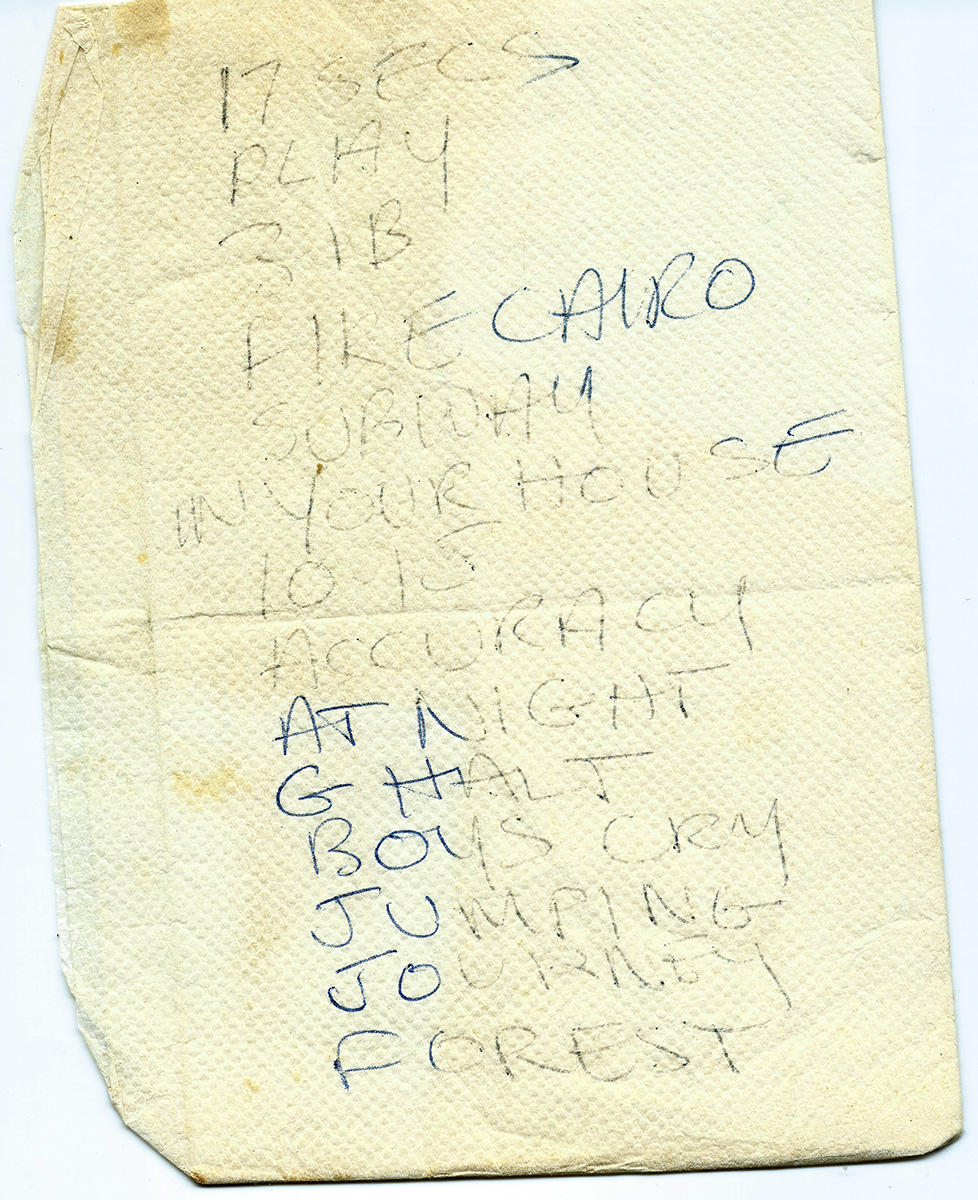 17 SECS
PLAY
3 IB
FIRE CAIRO
SUBWAY
IN YOUR HOUSE
10 15
ACCURACY
AT NIGHT
G HALT
BOYS CRY
JUMPING
JOURNEY
FOREST